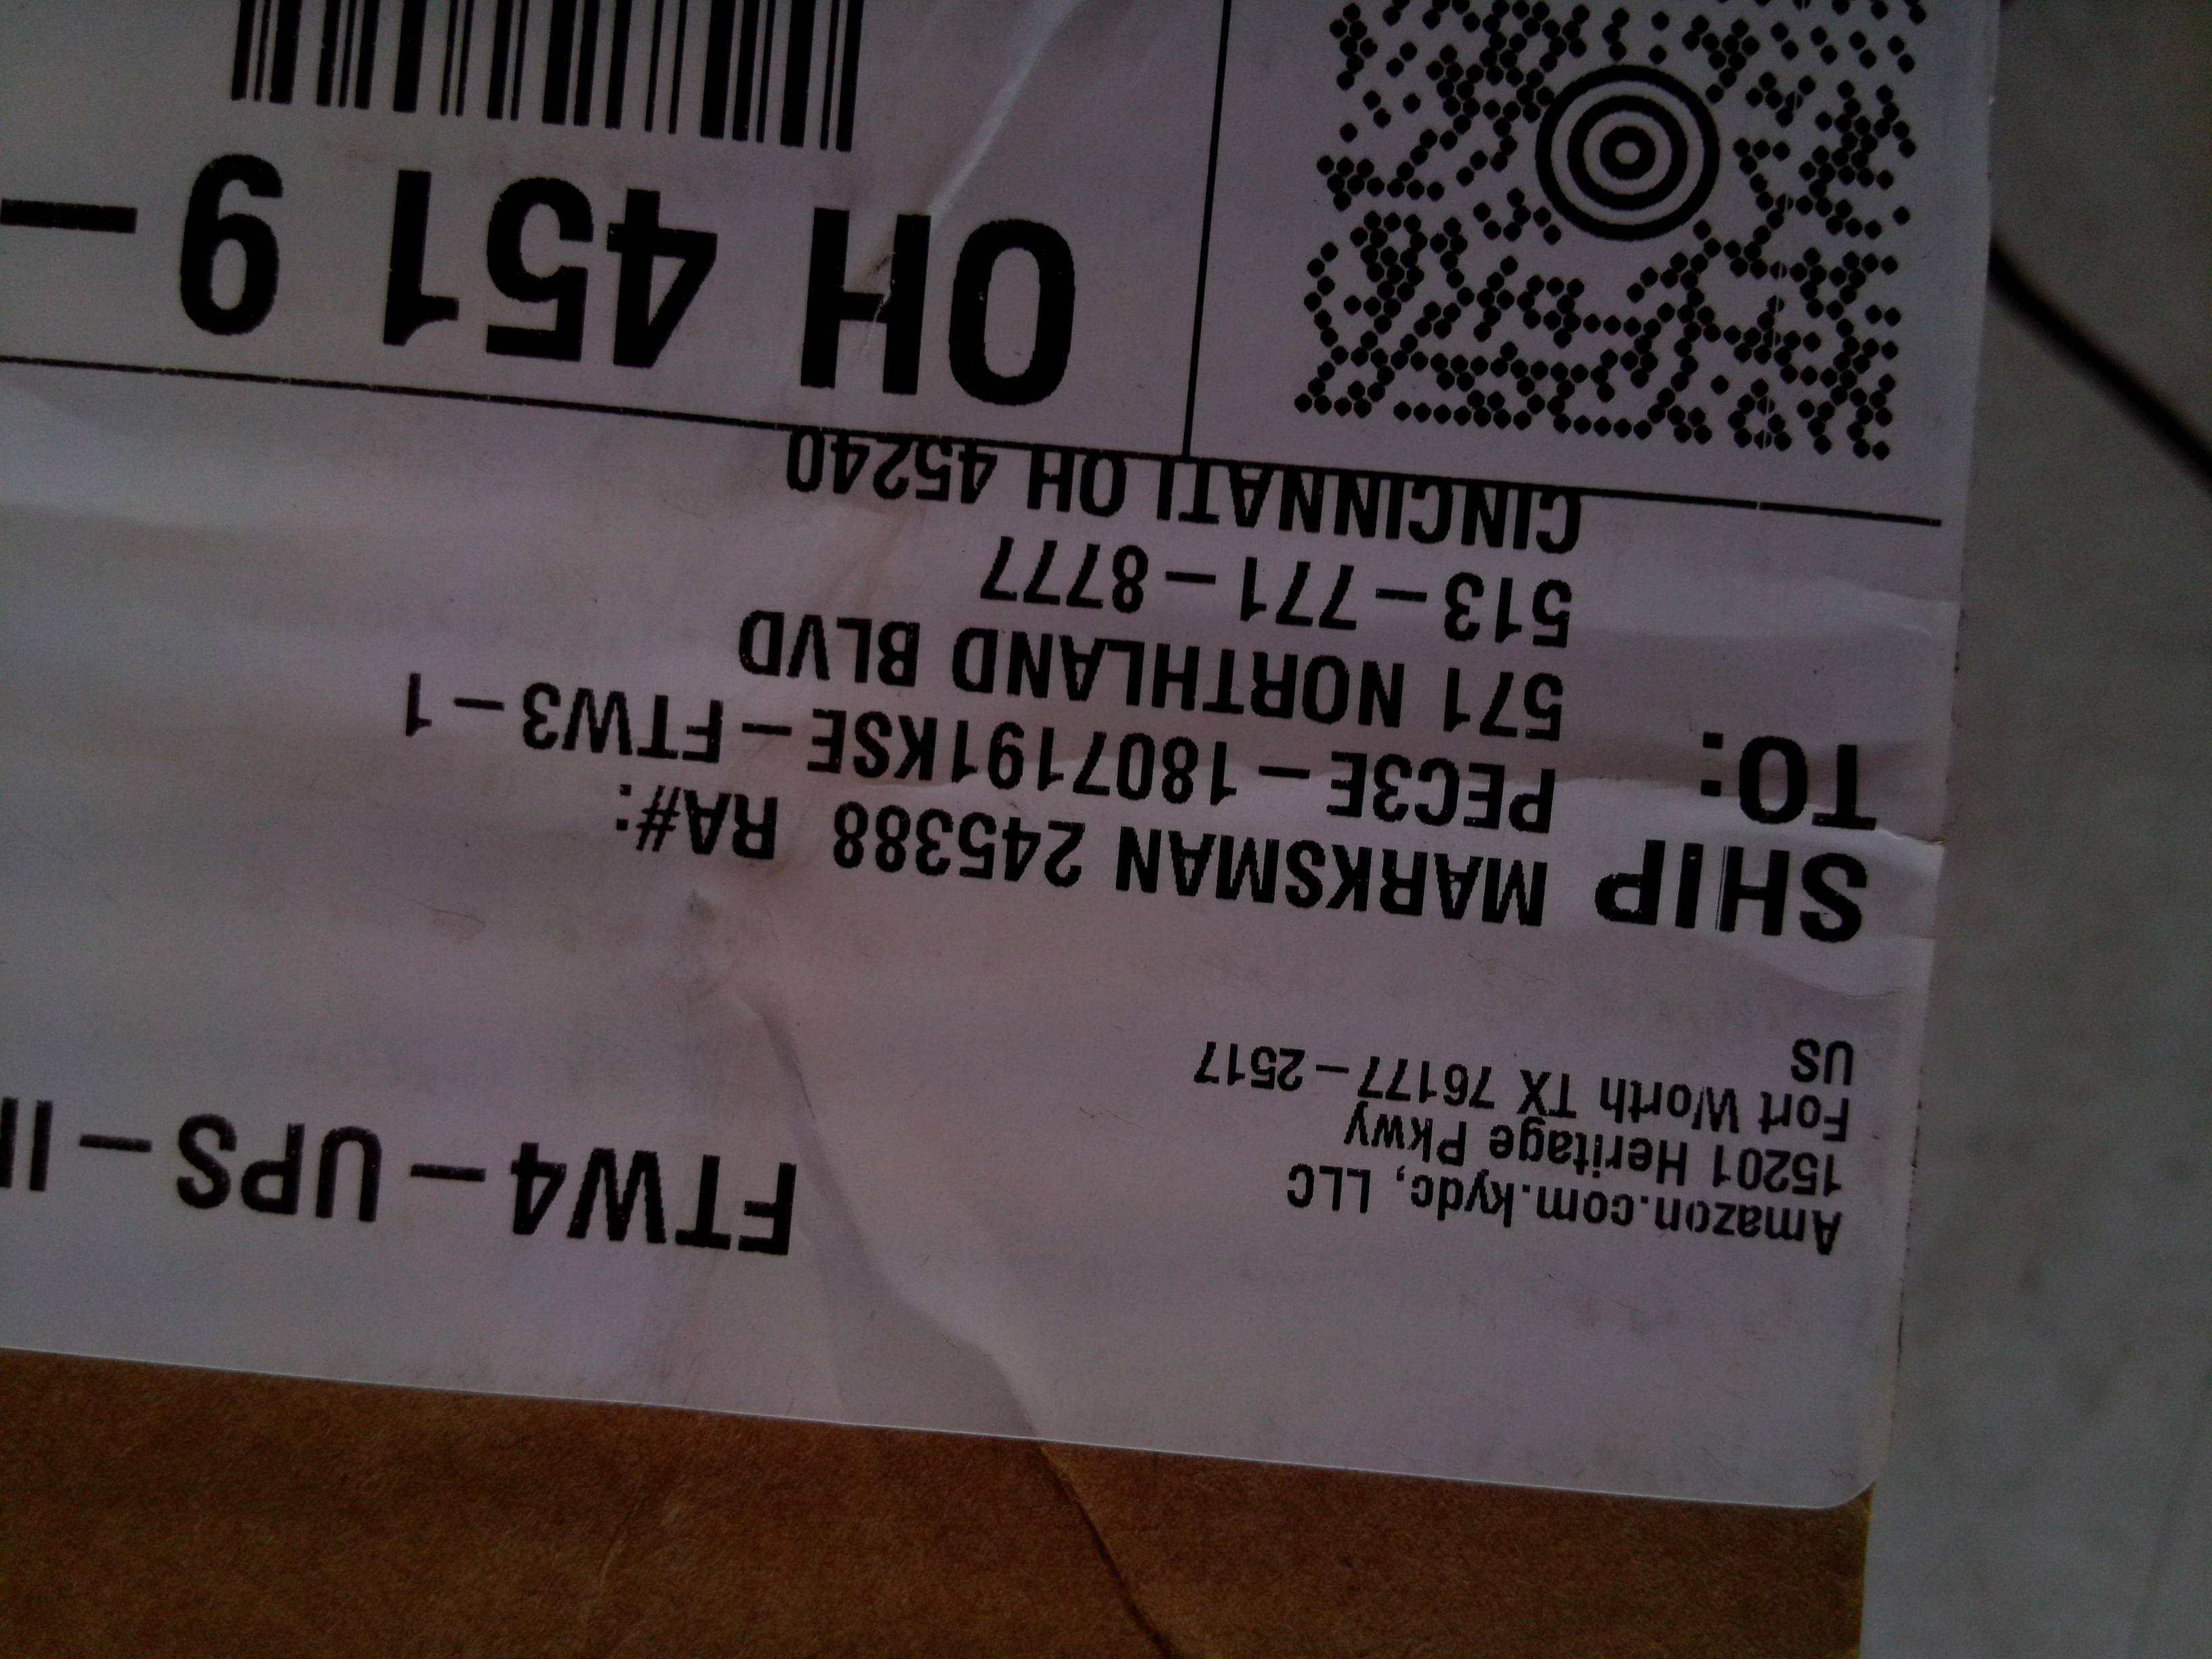 Amazon.com.kydc, LLC
15201 Heritage Pkwy
Fort Worth TX 76177-2517
US
FTW4-UPS-
SHIP TO:
MARKSMAN 245388 RA#:
PEC3E-1807191KSE-FTW3-1
571 NORTHLAND BLVD
513-771-8777
CINCINNATI OH 45240
OH 451 9-